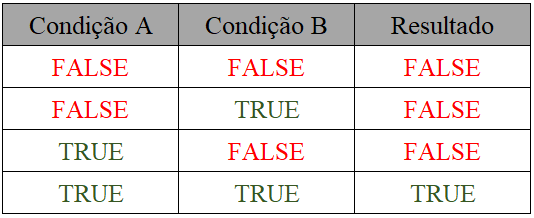 Condição A Condição B Resultado
FALSE FALSE FALSE
FALSE TRUE FALSE
TRUE FALSE FALSE
TRUE TRUE TRUE